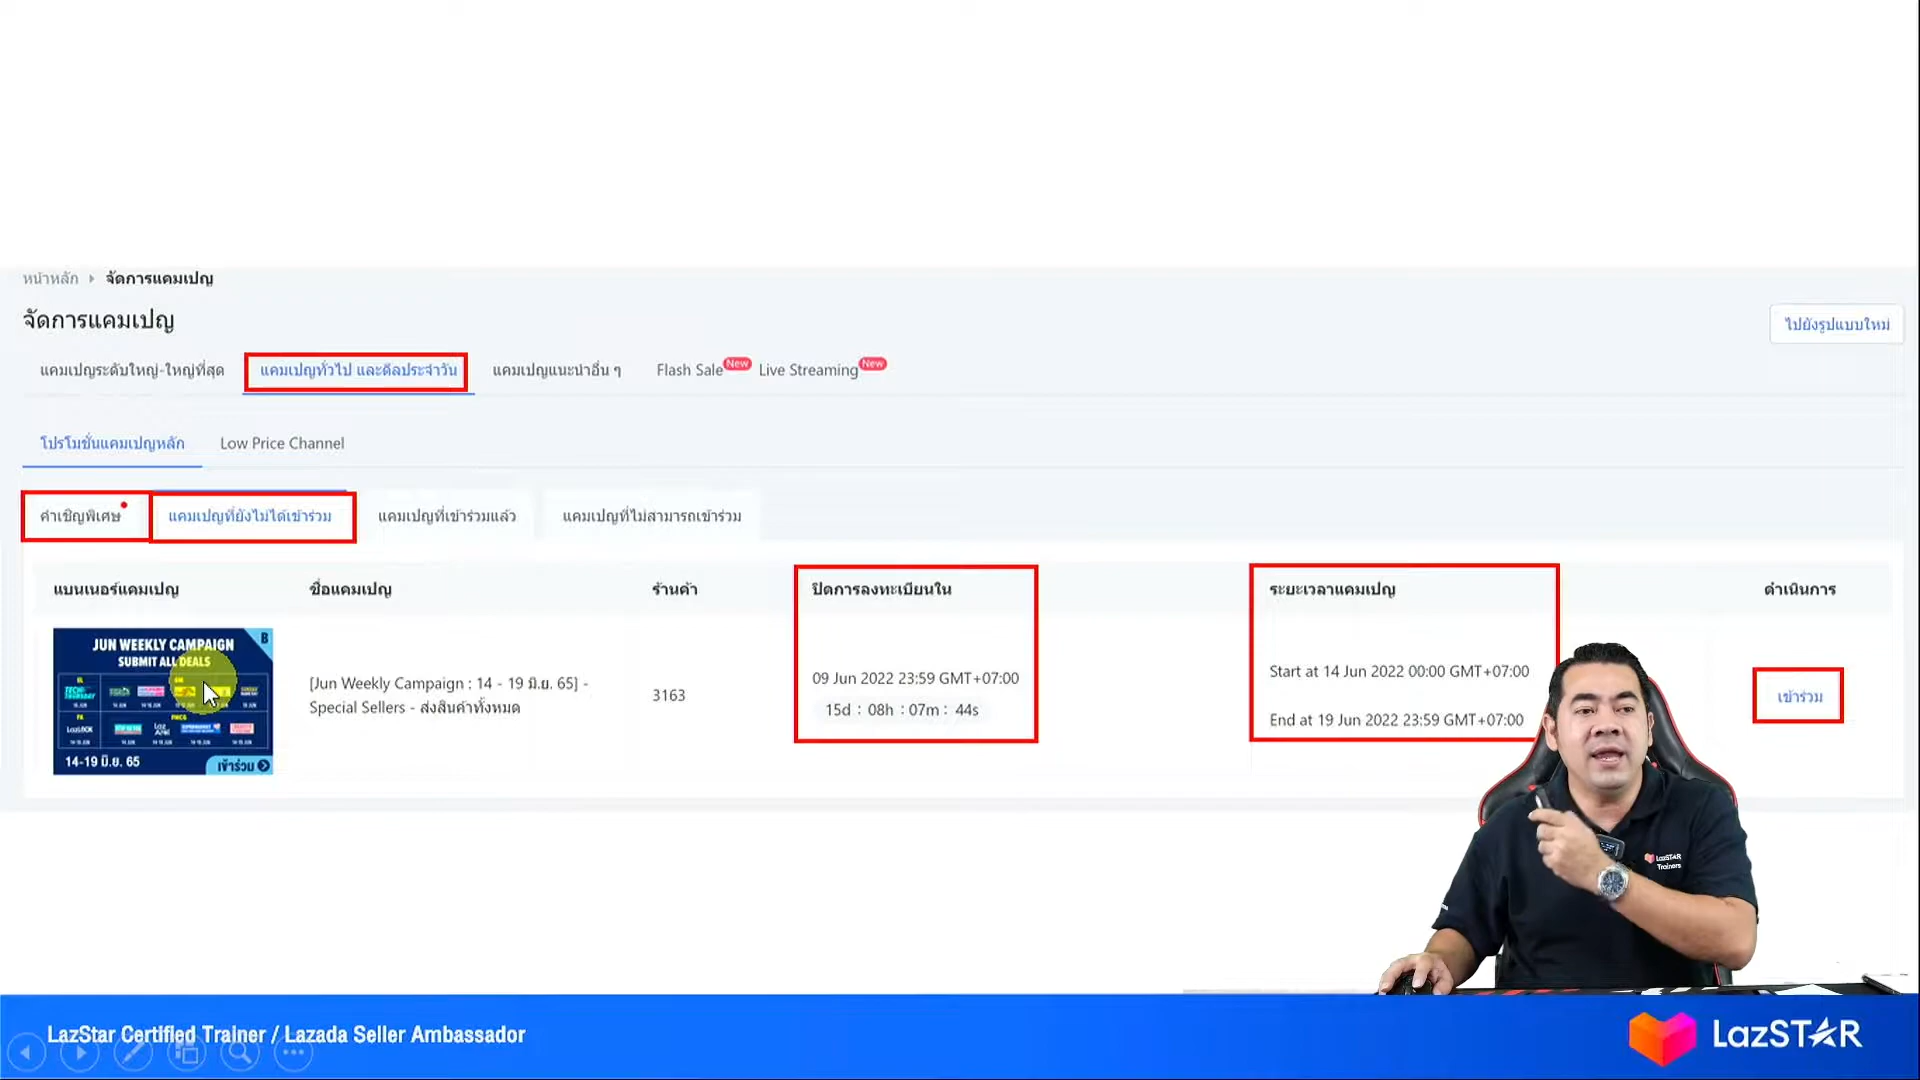 หน้าหลัก
จัดการแคมเปญ
จัดการแคมเปญ
ไปยังรูปแบบใหม่
แคมเปญระดับใหญ่-ใหญ่ที่สุด
แคมเปญทั่วไป และดีลประจำวัน
แคมเปญแนะนำอื่น ๆ
Flash Sale New
Live Streaming New
โปรโมชั่นแคมเปญหลัก
Low Price Channel
คำเชิญพิเศษ
แคมเปญที่ยังไม่ได้เข้าร่วม
แคมเปญที่เข้าร่วมแล้ว
แคมเปญที่ไม่สามารถเข้าร่วม
แบนเนอร์แคมเปญ
ชื่อแคมเปญ
ร้านค้า
ปิดการลงทะเบียนใน
ระยะเวลาแคมเปญ
ดำเนินการ
JUN WEEKLY CAMPAIGN
B
SUBMIT ALL DEALS
14-19 มิ.ย. 65
เข้าร่วม
[Jun Weekly Campaign : 14 - 19 มิ.ย. 65] -
Special Sellers - ส่งสินค้าทั้งหมด
3163
09 Jun 2022 23:59 GMT+07:00
15d : 08h : 07m : 44s
Start at 14 Jun 2022 00:00 GMT+07:00
End at 19 Jun 2022 23:59 GMT+07:00
เข้าร่วม
LazSTAR
Trainers
LazStar Certified Trainer / Lazada Seller Ambassador
LazSTAR